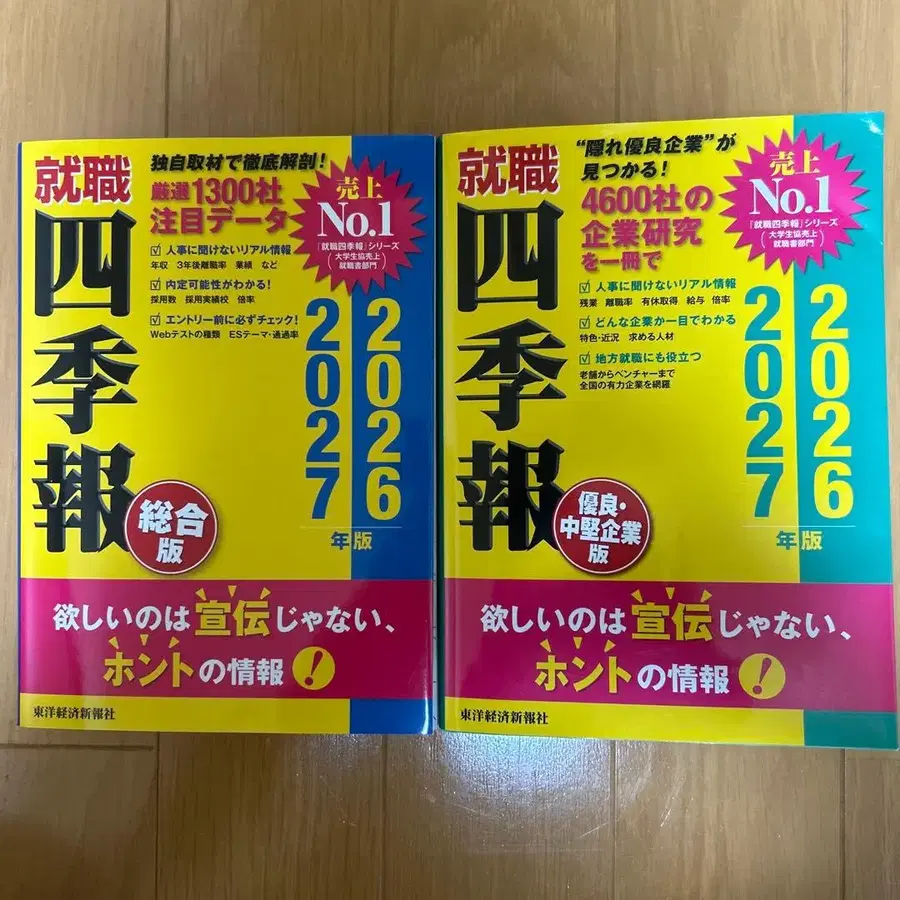 就職四季報
独自取材で徹底解剖！
厳選1300社
注目データ
売上
No.1
「就職四季報」シリーズ
（大学生協売上
就職書部門）
☑ 人事に聞けないリアル情報
年収 3年後離職率 業績 など
☑ 内定可能性がわかる！
採用数 採用実績校 倍率
☑ エントリー前に必ずチェック！
Webテストの種類 ESテーマ・通過率
2026
2027
年版
総合
版
欲しいのは宣伝じゃない、
ホントの情報！
東洋経済新報社
就職四季報
“隠れ優良企業”が
見つかる！
4600社の
企業研究
を一冊で
売上
No.1
「就職四季報」シリーズ
（大学生協売上
就職書部門）
☑ 人事に聞けないリアル情報
残業 離職率 有休取得 給与 倍率
☑ どんな企業か一目でわかる
特色・近況 求める人材
☑ 地方就職にも役立つ
老舗からベンチャーまで
全国の有力企業を網羅
2026
2027
年版
優良・
中堅企業
版
欲しいのは宣伝じゃない、
ホントの情報！
東洋経済新報社